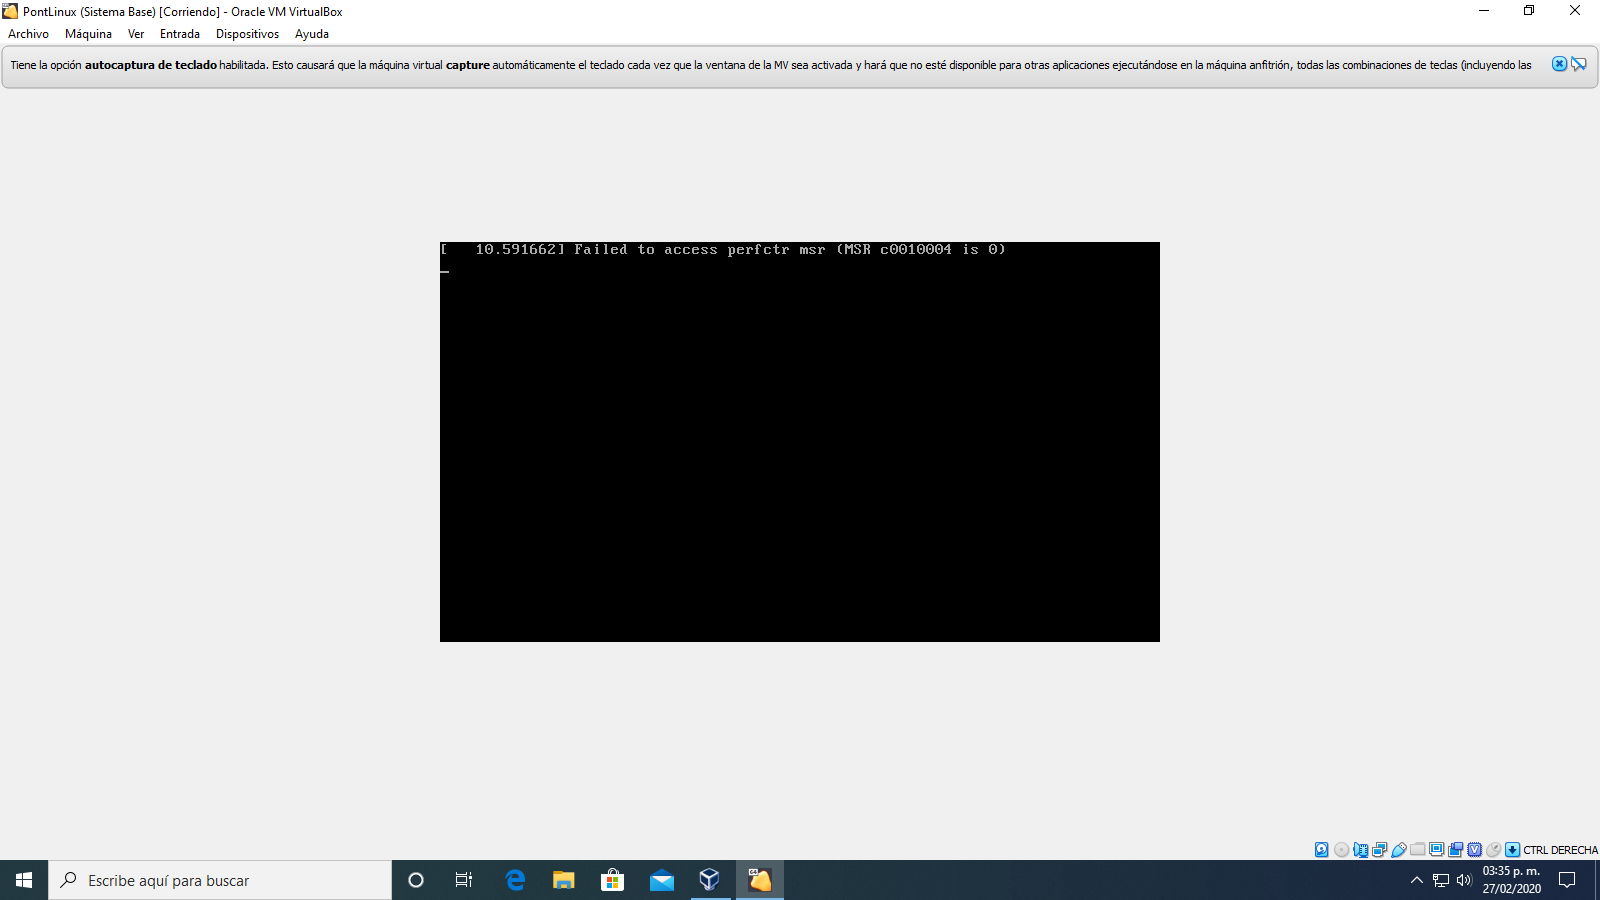 PontLinux (Sistema Base) [Corriendo] - Oracle VM VirtualBox
Archivo Máquina Ver Entrada Dispositivos Ayuda
Tiene la opción autocaptura de teclado habilitada. Esto causará que la máquina virtual capture automáticamente el teclado cada vez que la ventana de la MV sea activada y hará que no esté disponible para otras aplicaciones ejecutándose en la máquina anfitrión, todas las combinaciones de teclas (incluyendo las
[   10.591662] Failed to access perfctr msr (MSR c0010004 is 0)
CTRL DERECHA
Escribe aquí para buscar
03:35 p. m.
27/02/2020